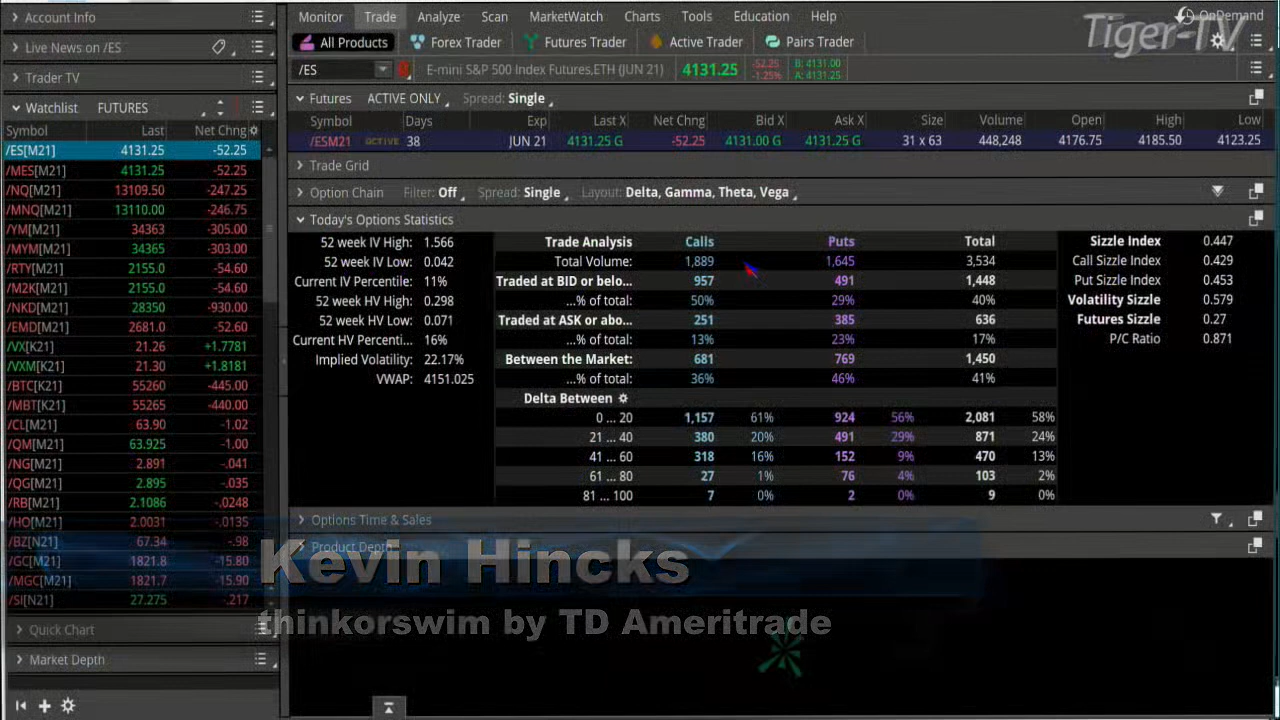 Account Info
Live News on /ES
Trader TV
Watchlist FUTURES
Symbol Last Net Chng
/ES[M21] 4131.25 -52.25
/MES[M21] 4131.25 -52.25
/NQ[M21] 13109.50 -247.25
/MNQ[M21] 13110.00 -246.75
/YM[M21] 34363 -305.00
/MYM[M21] 34365 -303.00
/RTY[M21] 2155.0 -54.60
/M2K[M21] 2155.0 -54.60
/NKD[M21] 28350 -930.00
/EMD[M21] 2681.0 -52.60
/VX[K21] 21.26 +1.7781
/VXM[K21] 21.30 +1.8181
/BTC[K21] 55260 -445.00
/MBT[K21] 55265 -440.00
/CL[M21] 63.90 -1.02
/QM[M21] 63.925 -1.00
/NG[M21] 2.891 -.041
/QG[M21] 2.895 -.035
/RB[M21] 2.1086 -.0248
/HO[M21] 2.0031 -.0135
/BZ[N21] 67.34 -.98
/GC[M21] 1821.8 -15.80
/MGC[M21] 1821.7 -15.90
/SI[N21] 27.275 -.217
Quick Chart
Market Depth
Monitor Trade Analyze Scan MarketWatch Charts Tools Education Help
OnDemand
Tiger-TV
All Products Forex Trader Futures Trader Active Trader Pairs Trader
/ES E-mini S&P 500 Index Futures,ETH (JUN 21) 4131.25 -52.25 -1.25% B: 4131.00 A: 4131.25
Futures ACTIVE ONLY Spread: Single
Symbol Days Exp Last X Net Chng Bid X Ask X Size Volume Open High Low
/ESM21 ACTIVE 38 JUN 21 4131.25 G -52.25 4131.00 G 4131.25 G 31 x 63 448,248 4176.75 4185.50 4123.25
Trade Grid
Option Chain Filter: Off Spread: Single Layout: Delta, Gamma, Theta, Vega
Today's Options Statistics
52 week IV High: 1.566
52 week IV Low: 0.042
Current IV Percentile: 11%
52 week HV High: 0.298
52 week HV Low: 0.071
Current HV Percenti... 16%
Implied Volatility: 22.17%
VWAP: 4151.025
Trade Analysis Calls Puts Total
Total Volume: 1,889 1,645 3,534
Traded at BID or belo... 957 491 1,448
...% of total: 50% 29% 40%
Traded at ASK or abo... 251 385 636
...% of total: 13% 23% 17%
Between the Market: 681 769 1,450
...% of total: 36% 46% 41%
Delta Between
0 ... 20 1,157 61% 924 56% 2,081 58%
21 ... 40 380 20% 491 29% 871 24%
41 ... 60 318 16% 152 9% 470 13%
61 ... 80 27 1% 76 4% 103 2%
81 ... 100 7 0% 2 0% 9 0%
Sizzle Index 0.447
Call Sizzle Index 0.429
Put Sizzle Index 0.453
Volatility Sizzle 0.579
Futures Sizzle 0.27
P/C Ratio 0.871
Options Time & Sales
Product Depth
Kevin Hincks
thinkorswim by TD Ameritrade